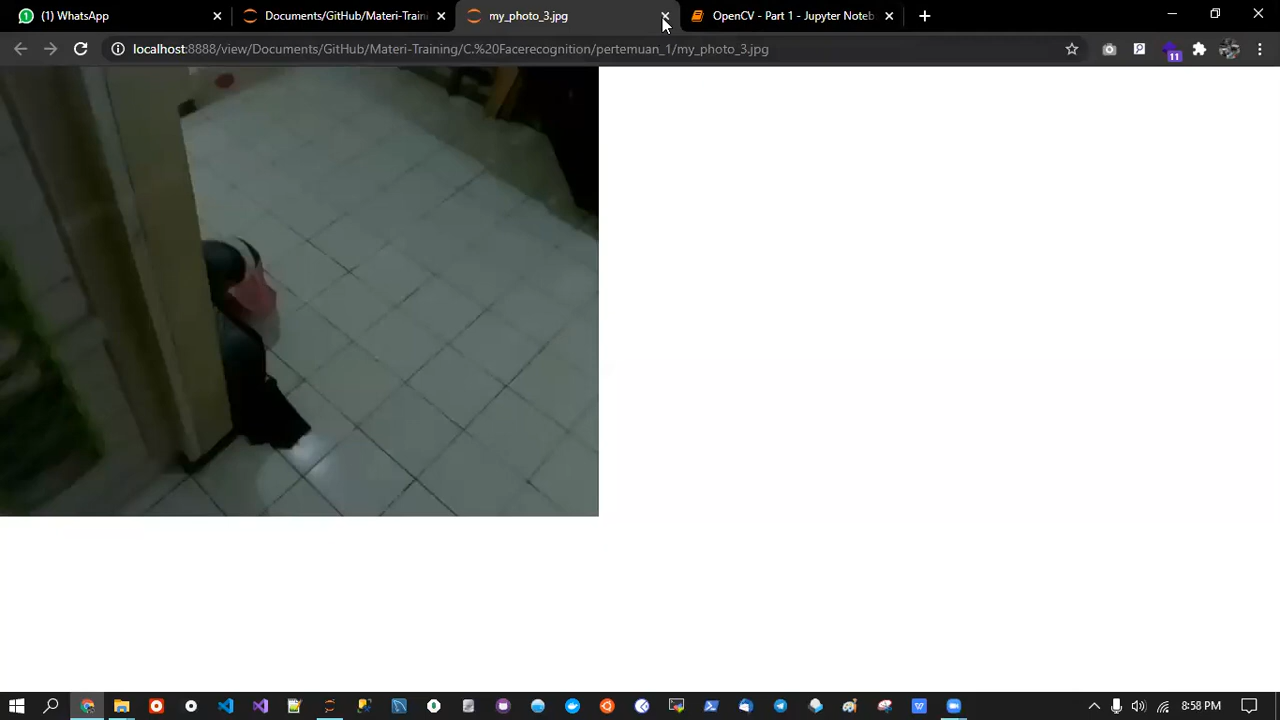 (1) WhatsApp
Documents/GitHub/Materi-Traini
my_photo_3.jpg
OpenCV - Part 1 - Jupyter Noteb
localhost:8888/view/Documents/GitHub/Materi-Training/C.%20Facerecognition/pertemuan_1/my_photo_3.jpg
11
8:58 PM